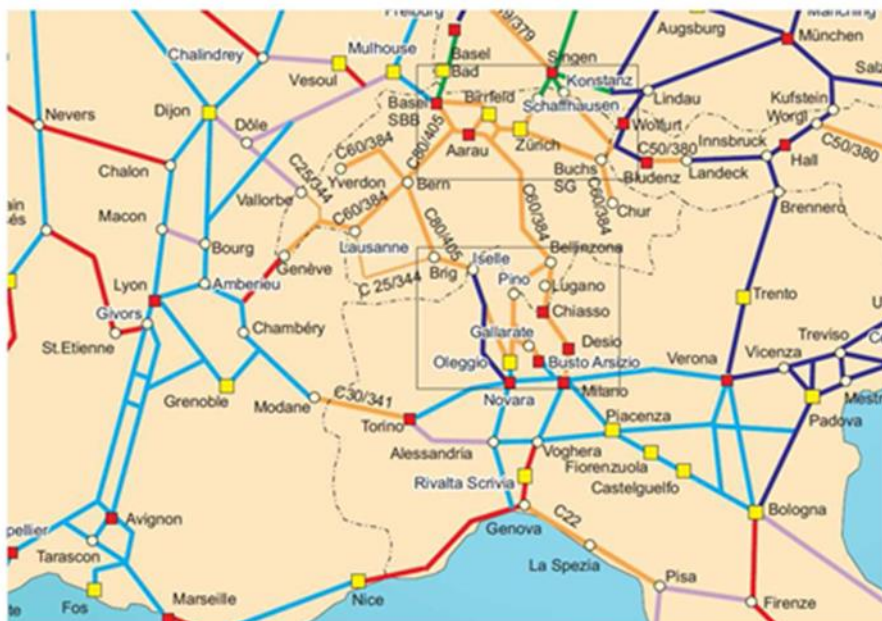 Freiburg
39/379
Augsburg
Manching
München
Chalindrey
Mulhouse
Basel
Bad
Singen
Konstanz
Salz
Vesoul
Nevers
Dijon
Basel
SBB
Birrfeld
Schaffhausen
Lindau
Kufstein
Worgl
Dôle
C60/384
C80/405
Aarau
Zürich
Wolfurt
C50/380
Innsbruck
Hall
C50/380
Chalon
C25/344
Yverdon
Bern
Buchs
SG
Bludenz
Landeck
Vallorbe
C60/384
C60/384
C60/384
Chur
Brennero
Macon
Lausanne
C80/405
Bourg
Genève
Brig
Iselle
Bellinzona
Lyon
Amberieu
C 25/344
Pino
Lugano
Trento
Givors
Chiasso
St.Etienne
Chambéry
Gallarate
Desio
Treviso
Oleggio
Busto Arsizio
Verona
Vicenza
Grenoble
Modane
C30/341
Novara
Milano
Mestr
Torino
Piacenza
Padova
Alessandria
Voghera
Fiorenzuola
Rivalta Scrivia
Castelguelfo
Bologna
Avignon
pellier
Genova
C22
Tarascon
La Spezia
Pisa
Fos
Marseille
Nice
Firenze